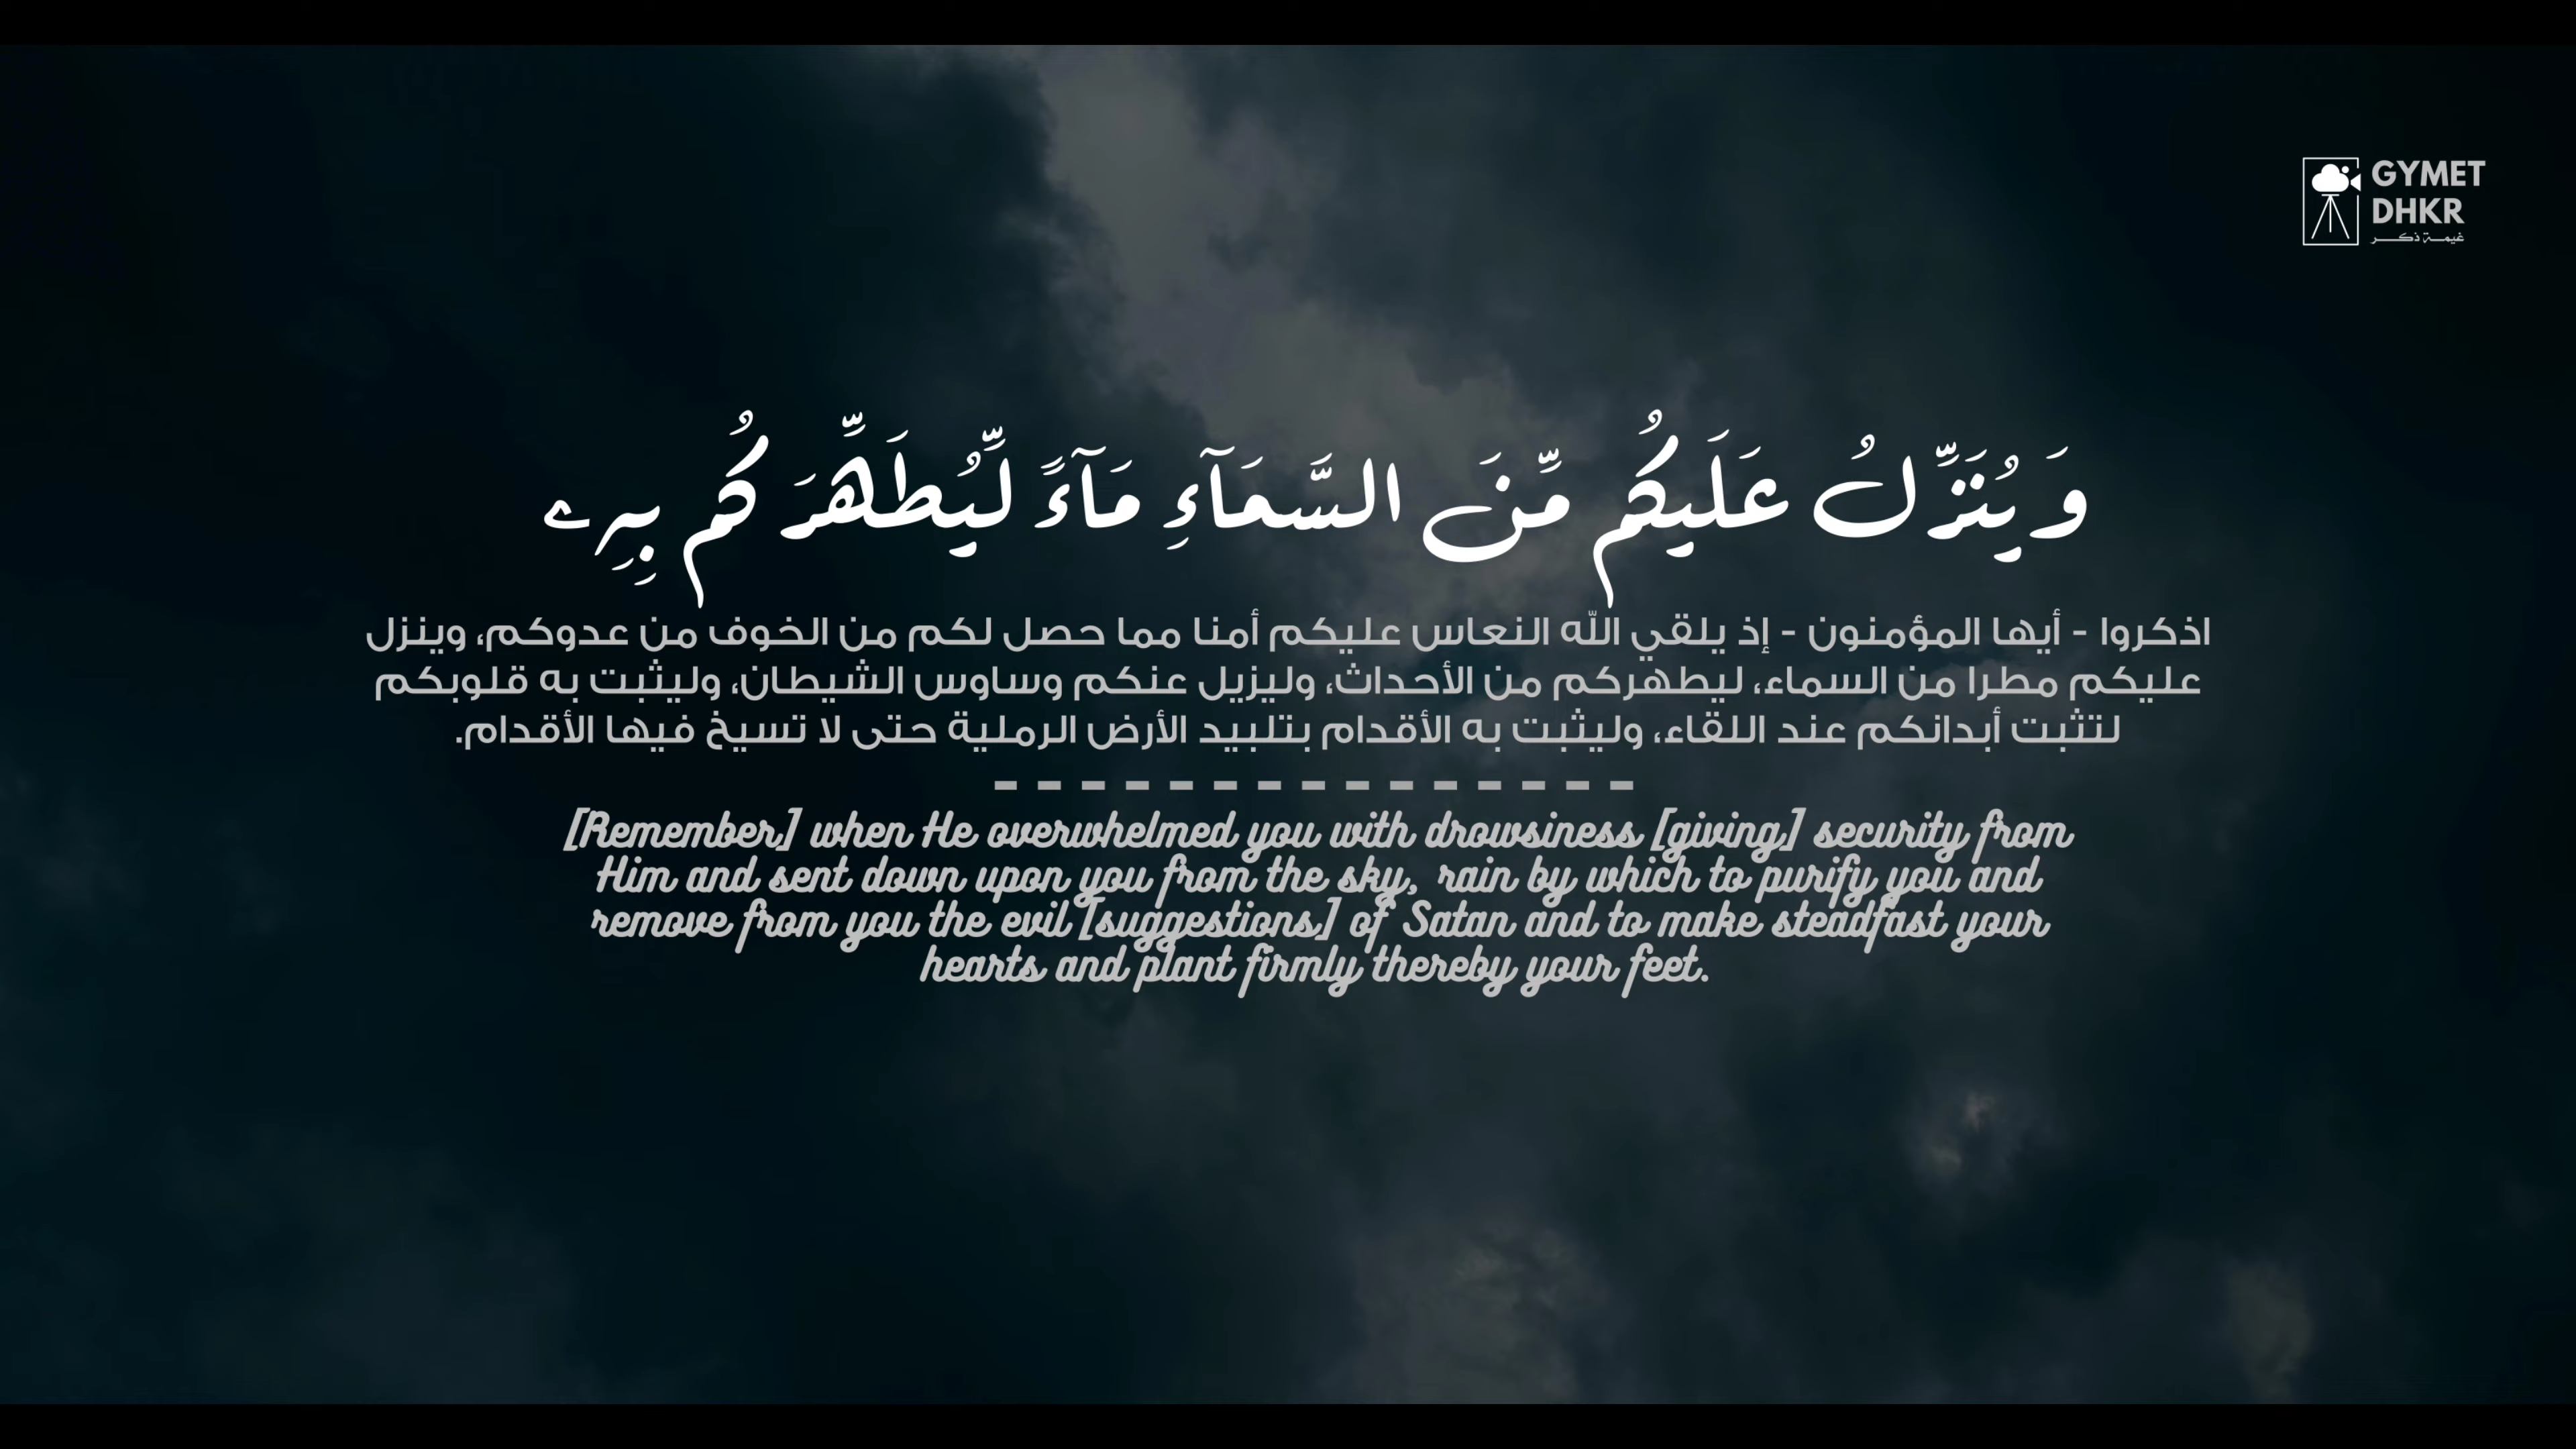 GYMET
DHKR
غيمة ذكر
وَيُنَزِّلُ عَلَيكُم مِّنَ السَّمَآءِ مَآءً لِّيُطَهِّرَكُم بِهِۦ
اذكروا - أيها المؤمنون - إذ يلقي الله النعاس عليكم أمنا مما حصل لكم من الخوف من عدوكم، وينزل
عليكم مطرا من السماء، ليطهركم من الأحداث، وليزيل عنكم وساوس الشيطان، وليثبت به قلوبكم
لتثبت أبدانكم عند اللقاء، وليثبت به الأقدام بتلبيد الأرض الرملية حتى لا تسيخ فيها الأقدام.
[Remember] when He overwhelmed you with drowsiness [giving] security from
Him and sent down upon you from the sky, rain by which to purify you and
remove from you the evil [suggestions] of Satan and to make steadfast your
hearts and plant firmly thereby your feet.